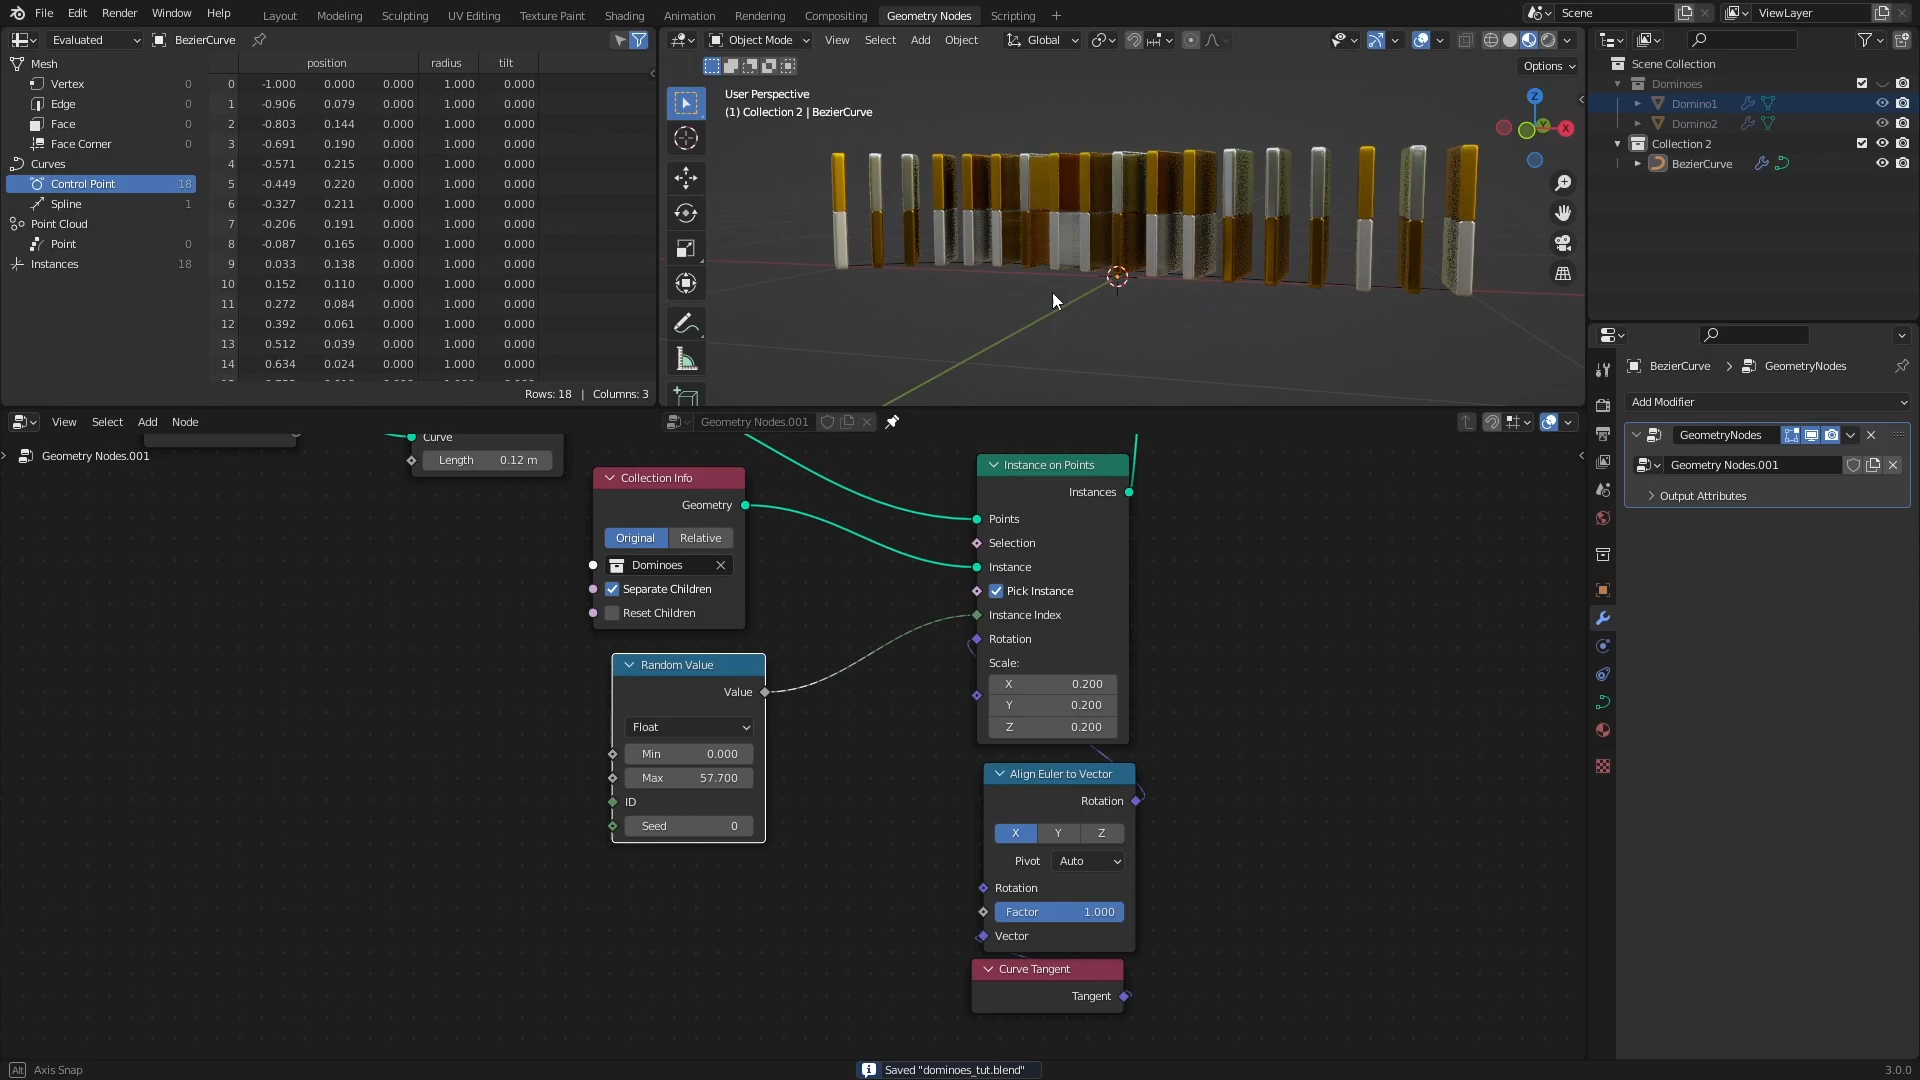 File Edit Render Window Help Layout Modeling Sculpting UV Editing Texture Paint Shading Animation Rendering Compositing Geometry Nodes Scripting + Scene ViewLayer
Evaluated BezierCurve
Mesh
Vertex 0
Edge 0
Face 0
Face Corner 0
Curves
Control Point 18
Spline 1
Point Cloud
Point 0
Instances 18
position radius tilt
0 -1.000 0.000 0.000 1.000 0.000
1 -0.906 0.079 0.000 1.000 0.000
2 -0.803 0.144 0.000 1.000 0.000
3 -0.691 0.190 0.000 1.000 0.000
4 -0.571 0.215 0.000 1.000 0.000
5 -0.449 0.220 0.000 1.000 0.000
6 -0.327 0.211 0.000 1.000 0.000
7 -0.206 0.191 0.000 1.000 0.000
8 -0.087 0.165 0.000 1.000 0.000
9 0.033 0.138 0.000 1.000 0.000
10 0.152 0.110 0.000 1.000 0.000
11 0.272 0.084 0.000 1.000 0.000
12 0.392 0.061 0.000 1.000 0.000
13 0.512 0.039 0.000 1.000 0.000
14 0.634 0.024 0.000 1.000 0.000
Rows: 18 | Columns: 3
Object Mode View Select Add Object Global
Options
User Perspective
(1) Collection 2 | BezierCurve
Z
Y
X
Scene Collection
Dominoes
Domino1
Domino2
Collection 2
BezierCurve
BezierCurve > GeometryNodes
Add Modifier
GeometryNodes
Geometry Nodes.001
> Output Attributes
View Select Add Node Geometry Nodes.001
Geometry Nodes.001
Curve
Length 0.12 m
Collection Info
Geometry
Original Relative
Dominoes
Separate Children
Reset Children
Random Value
Value
Float
Min 0.000
Max 57.700
ID
Seed 0
Instance on Points
Instances
Points
Selection
Instance
Pick Instance
Instance Index
Rotation
Scale:
X 0.200
Y 0.200
Z 0.200
Align Euler to Vector
Rotation
X Y Z
Pivot Auto
Rotation
Factor 1.000
Vector
Curve Tangent
Tangent
Alt Axis Snap
Saved "dominoes_tut.blend"
3.0.0